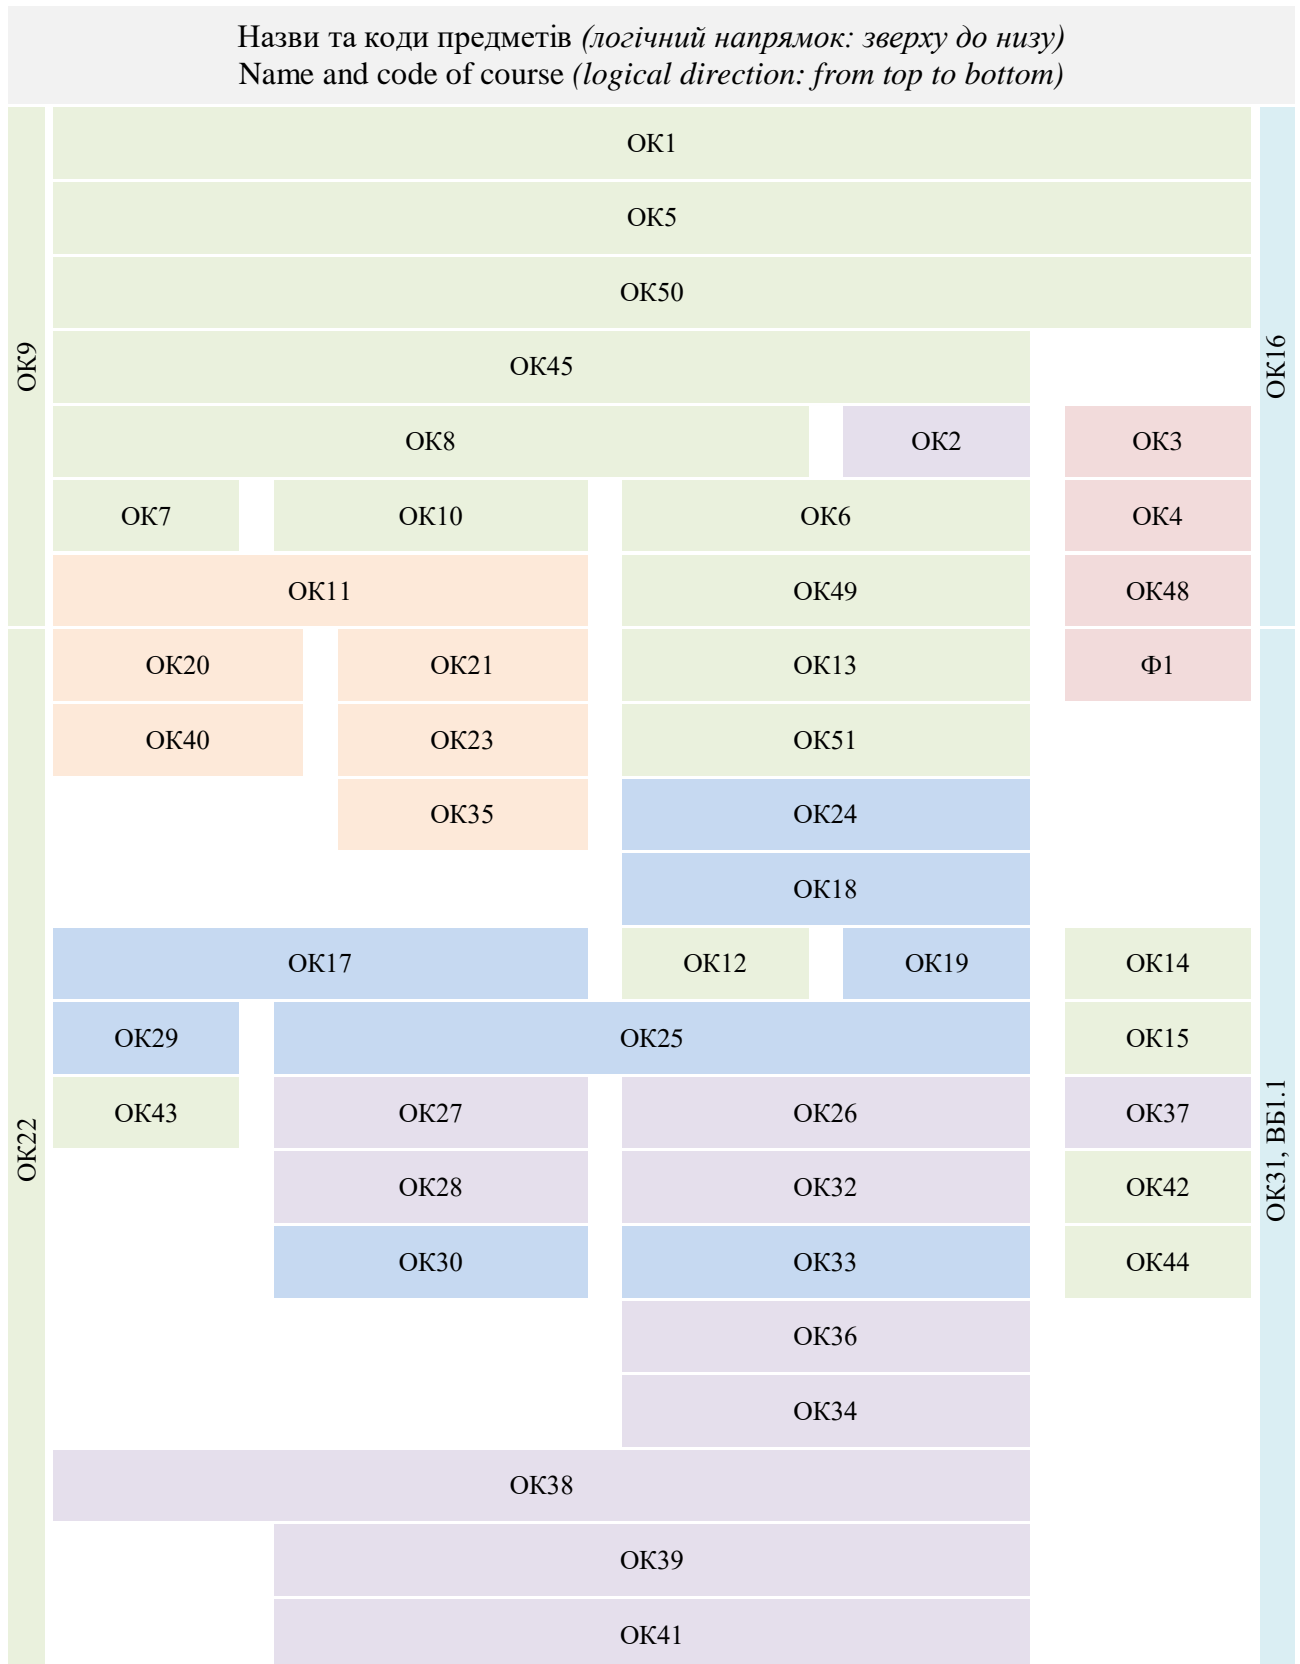 Назви та коди предметів (логічний напрямок: зверху до низу)
Name and code of course (logical direction: from top to bottom)
ОК9
ОК16
ОК1
ОК5
ОК50
ОК45
ОК8 ОК2 ОК3
ОК7 ОК10 ОК6 ОК4
ОК11 ОК49 ОК48
ОК22
ОК31, ВБ1.1
ОК20 ОК21 ОК13 Ф1
ОК40 ОК23 ОК51
ОК35 ОК24
ОК18
ОК17 ОК12 ОК19 ОК14
ОК29 ОК25 ОК15
ОК43 ОК27 ОК26 ОК37
ОК28 ОК32 ОК42
ОК30 ОК33 ОК44
ОК36
ОК34
ОК38
ОК39
ОК41